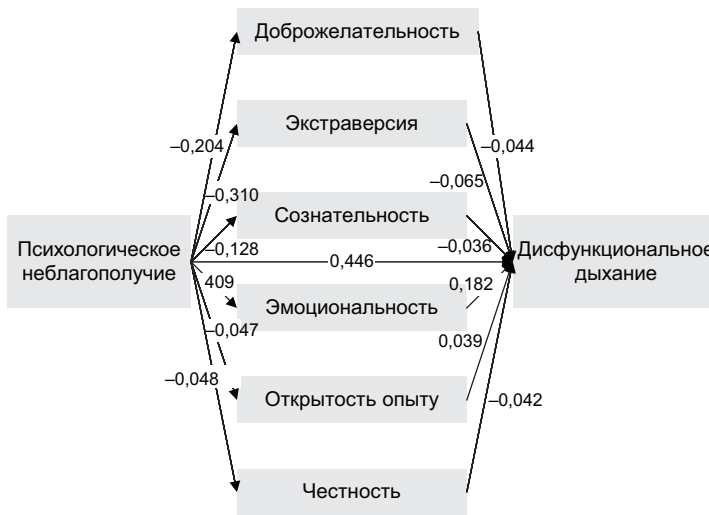 Доброжелательность
Экстраверсия
–0,204
–0,044
–0,065
–0,310
Сознательность
Психологическое
неблагополучие
–0,128
0,446
–0,036
Дисфункциональное
дыхание
409
0,182
Эмоциональность
–0,047
0,039
–0,048
Открытость опыту
–0,042
Честность